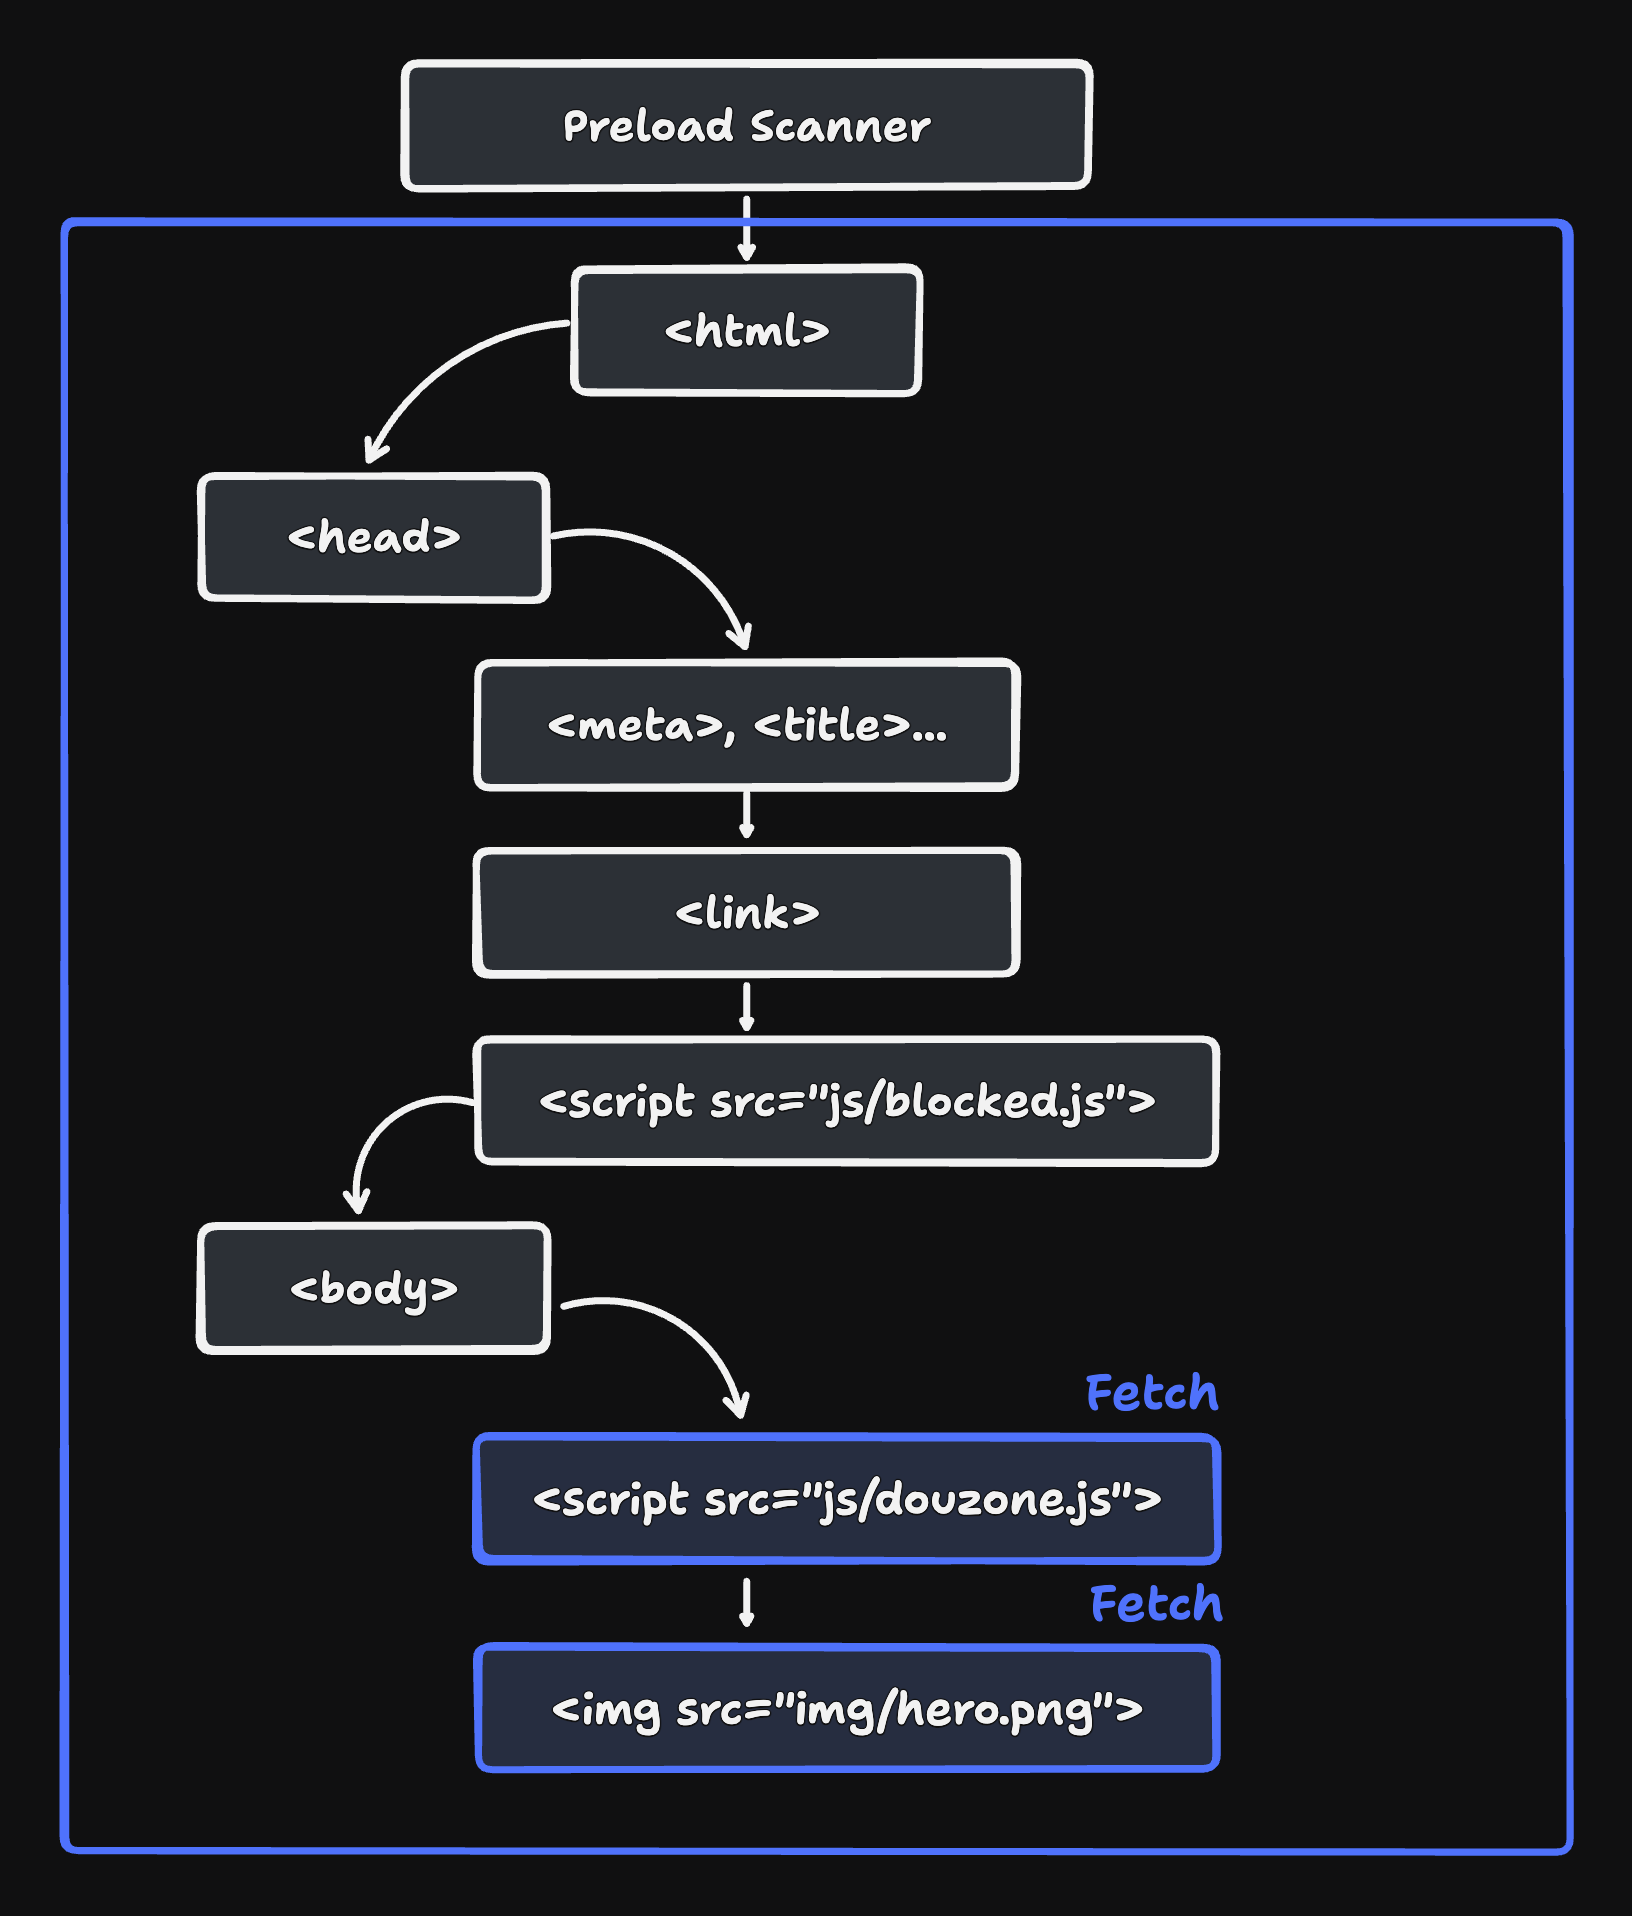 Preload Scanner
<html>
<head>
<meta>, <title>...
<link>
<script src="js/blocked.js">
<body>
Fetch
<script src="js/douzone.js">
Fetch
<img src="img/hero.png">